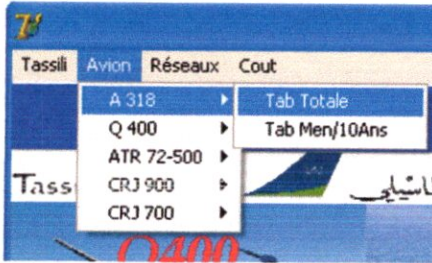 Tassili Avion Réseaux Cout
A 318 Tab Totale
Q 400 Tab Men/10Ans
ATR 72-500
CRJ 900
CRJ 700
Tass
Q400